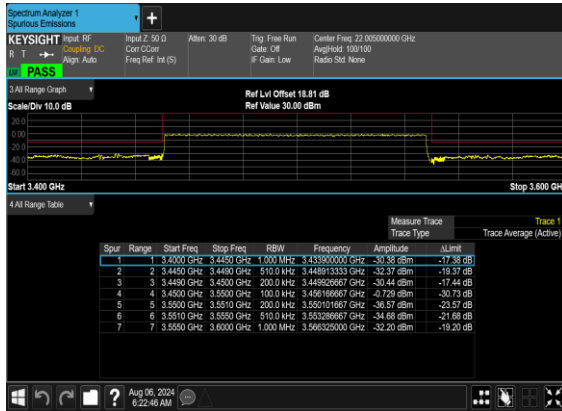 Spectrum Analyzer 1
Spurious Emissions
KEYSIGHT Input: RF Input Z: 50 Ω Atten: 30 dB Trig: Free Run Center Freq: 22.005000000 GHz
R T Coupling: DC Corr CCorr Gate: Off Avg|Hold: 100/100
Align: Auto Freq Ref: Int (S) IF Gain: Low Radio Std: None
PASS
3 All Range Graph Ref Lvl Offset 18.81 dB
Scale/Div 10.0 dB Ref Value 30.00 dBm
20.0
0.00
-20.0
-40.0
-60.0
Start 3.400 GHz Stop 3.600 GH
4 All Range Table
Measure Trace Trace 1
Trace Type Trace Average (Active)
Spur Range Start Freq Stop Freq RBW Frequency Amplitude ΔLimit
1 1 3.4000 GHz 3.4450 GHz 1.000 MHz 3.433900000 GHz -30.38 dBm -17.38 dB
2 2 3.4450 GHz 3.4490 GHz 510.0 kHz 3.448913333 GHz -32.37 dBm -19.37 dB
3 3 3.4490 GHz 3.4500 GHz 200.0 kHz 3.449926667 GHz -30.44 dBm -17.44 dB
4 4 3.4500 GHz 3.5500 GHz 100.0 kHz 3.456166667 GHz -0.729 dBm -30.73 dB
5 5 3.5500 GHz 3.5510 GHz 200.0 kHz 3.550101667 GHz -36.57 dBm -23.57 dB
6 6 3.5510 GHz 3.5550 GHz 510.0 kHz 3.553286667 GHz -34.68 dBm -21.68 dB
7 7 3.5550 GHz 3.6000 GHz 1.000 MHz 3.566325000 GHz -32.20 dBm -19.20 dB
Aug 06, 2024
6:22:46 AM